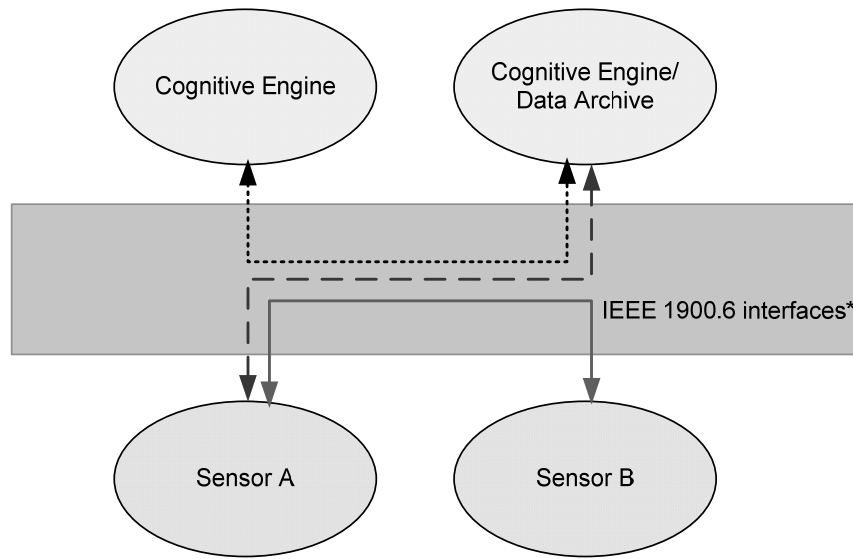 Cognitive Engine
Cognitive Engine/
Data Archive
IEEE 1900.6 interfaces*
Sensor A
Sensor B